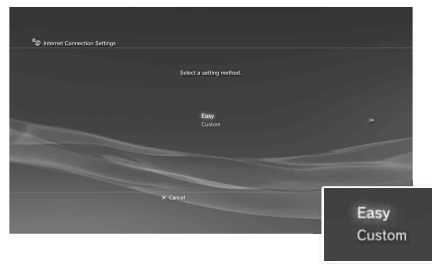 Internet Connection Settings
Select a setting method.
Easy
Custom
✕ Cancel
Easy
Custom